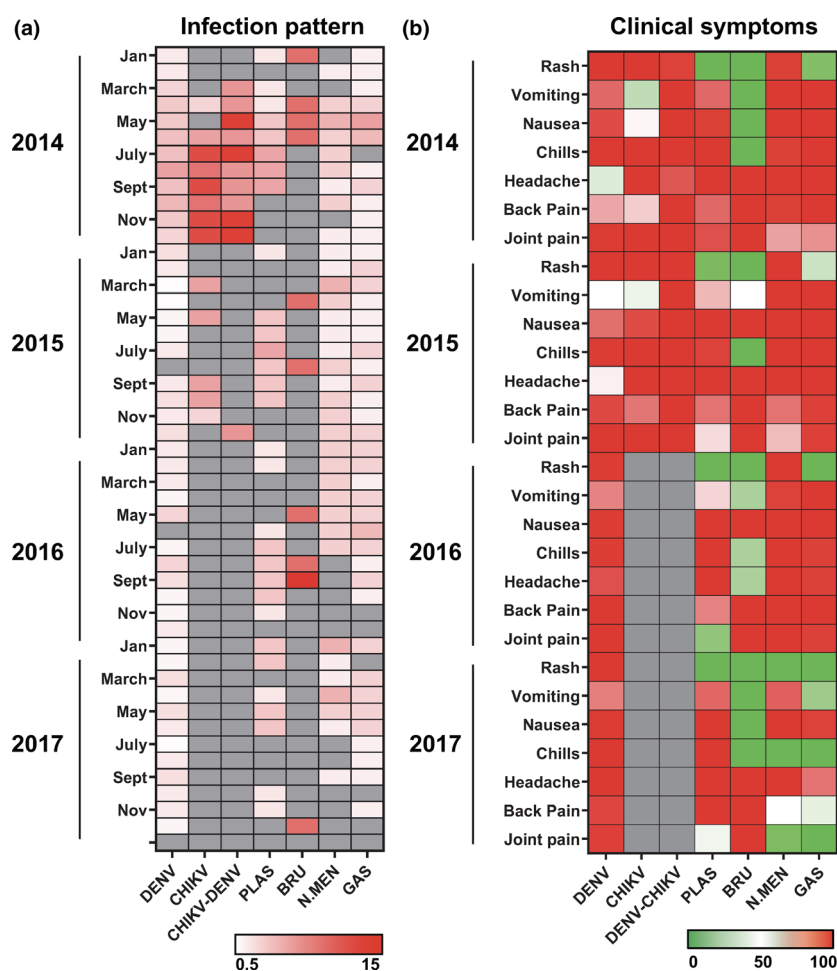 (a) Infection pattern
Jan
March
May
July
Sept
Nov
Jan
March
May
July
Sept
Nov
Jan
March
May
July
Sept
Nov
Jan
March
May
July
Sept
Nov
2014
2015
2016
2017
DENV
CHIKV
CHIKV-DENV
PLAS
BRU
N.MEN
GAS
0.5 15
(b) Clinical symptoms
Rash
Vomiting
Nausea
Chills
Headache
Back Pain
Joint pain
Rash
Vomiting
Nausea
Chills
Headache
Back Pain
Joint pain
Rash
Vomiting
Nausea
Chills
Headache
Back Pain
Joint pain
Rash
Vomiting
Nausea
Chills
Headache
Back Pain
Joint pain
2014
2015
2016
2017
DENV
CHIKV
DENV-CHIKV
PLAS
BRU
N.MEN
GAS
0 50 100